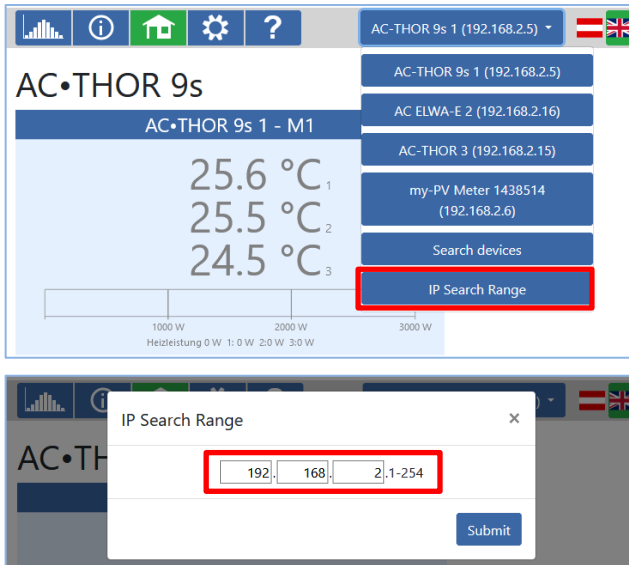 ?
AC-THOR 9s 1 (192.168.2.5)
AC•THOR 9s
AC-THOR 9s 1 (192.168.2.5)
AC ELWA-E 2 (192.168.2.16)
AC-THOR 3 (192.168.2.15)
my-PV Meter 1438514
(192.168.2.6)
Search devices
IP Search Range
AC•THOR 9s 1 - M1
25.6 °C 1
25.5 °C 2
24.5 °C 3
1000 W 2000 W 3000 W
Heizleistung 0 W 1: 0 W 2:0 W 3:0 W
IP Search Range ×
AC•TH
192.168.2.1-254
Submit